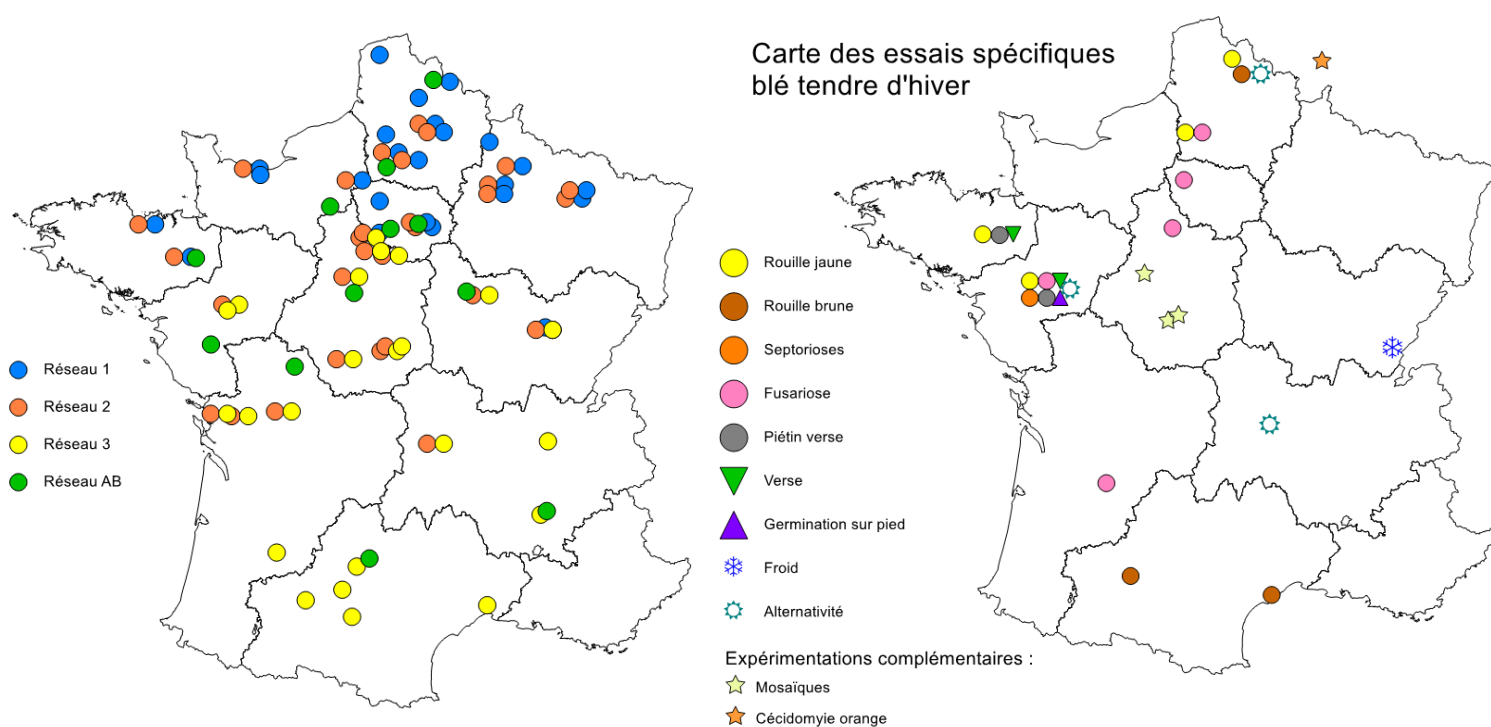 Carte des essais spécifiques
blé tendre d'hiver
Réseau 1
Réseau 2
Réseau 3
Réseau AB
Rouille jaune
Rouille brune
Septorioses
Fusariose
Piétin verse
Verse
Germination sur pied
Froid
Alternativité
Expérimentations complémentaires :
Mosaïques
Cécidomyie orange